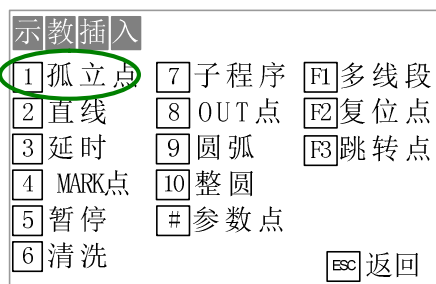 示教插入
1 孤立点 7 子程序 F1 多线段
2 直线 8 OUT点 F2 复位点
3 延时 9 圆弧 F3 跳转点
4 MARK点 10 整圆
5 暂停 # 参数点
6 清洗 ESC 返回